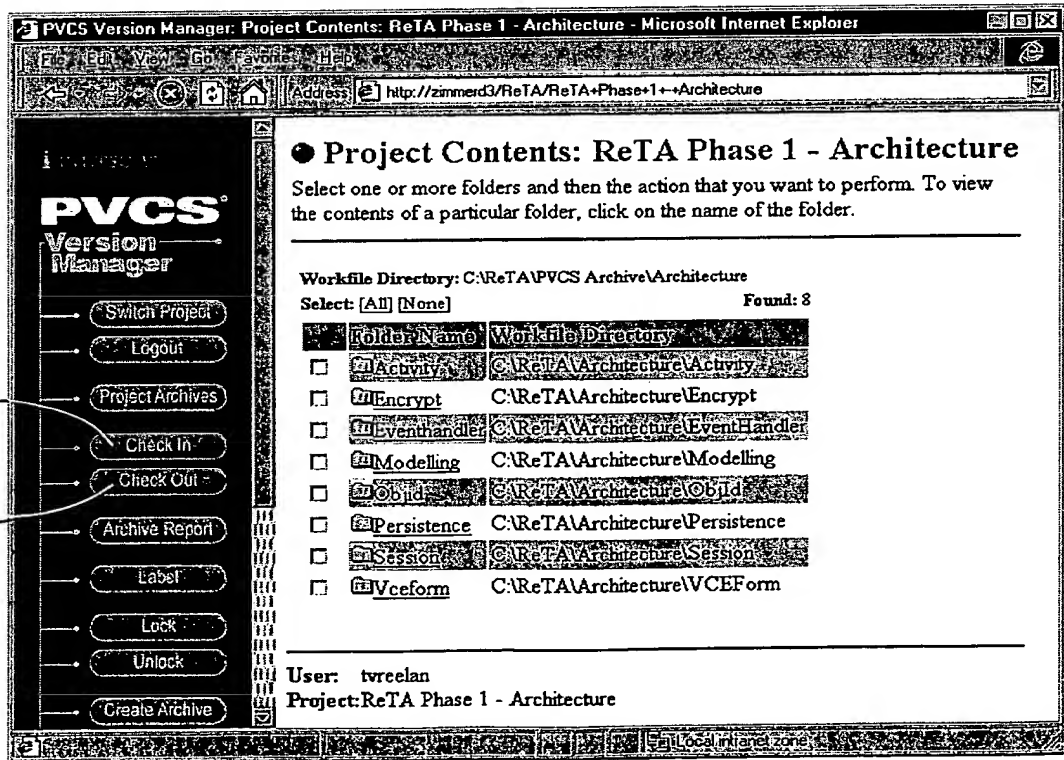 PVCS Version Manager: Project Contents: ReTA Phase 1 - Architecture - Microsoft Internet Explorer
File Edit View Go Favorites Help
Address http://zimmerd3/ReTA/ReTA+Phase+1+-+Architecture
PVCS
Version
Manager
Switch Project
Logout
Project Archives
Check In
Check Out
Archive Report
Label
Lock
Unlock
Create Archive
Project Contents: ReTA Phase 1 - Architecture
Select one or more folders and then the action that you want to perform. To view
the contents of a particular folder, click on the name of the folder.
Workfile Directory: C:\ReTA\PVCS Archive\Architecture
Select: [All] [None] Found: 8
Folder Name Workfile Directory
Activity C:\ReTA\Architecture\Activity
Encrypt C:\ReTA\Architecture\Encrypt
Eventhandler C:\ReTA\Architecture\EventHandler
Modelling C:\ReTA\Architecture\Modelling
Objid C:\ReTA\Architecture\ObjId
Persistence C:\ReTA\Architecture\Persistence
Session C:\ReTA\Architecture\Session
Vceform C:\ReTA\Architecture\VCEForm
User: tvreelan
Project:ReTA Phase 1 - Architecture
Local intranet zone